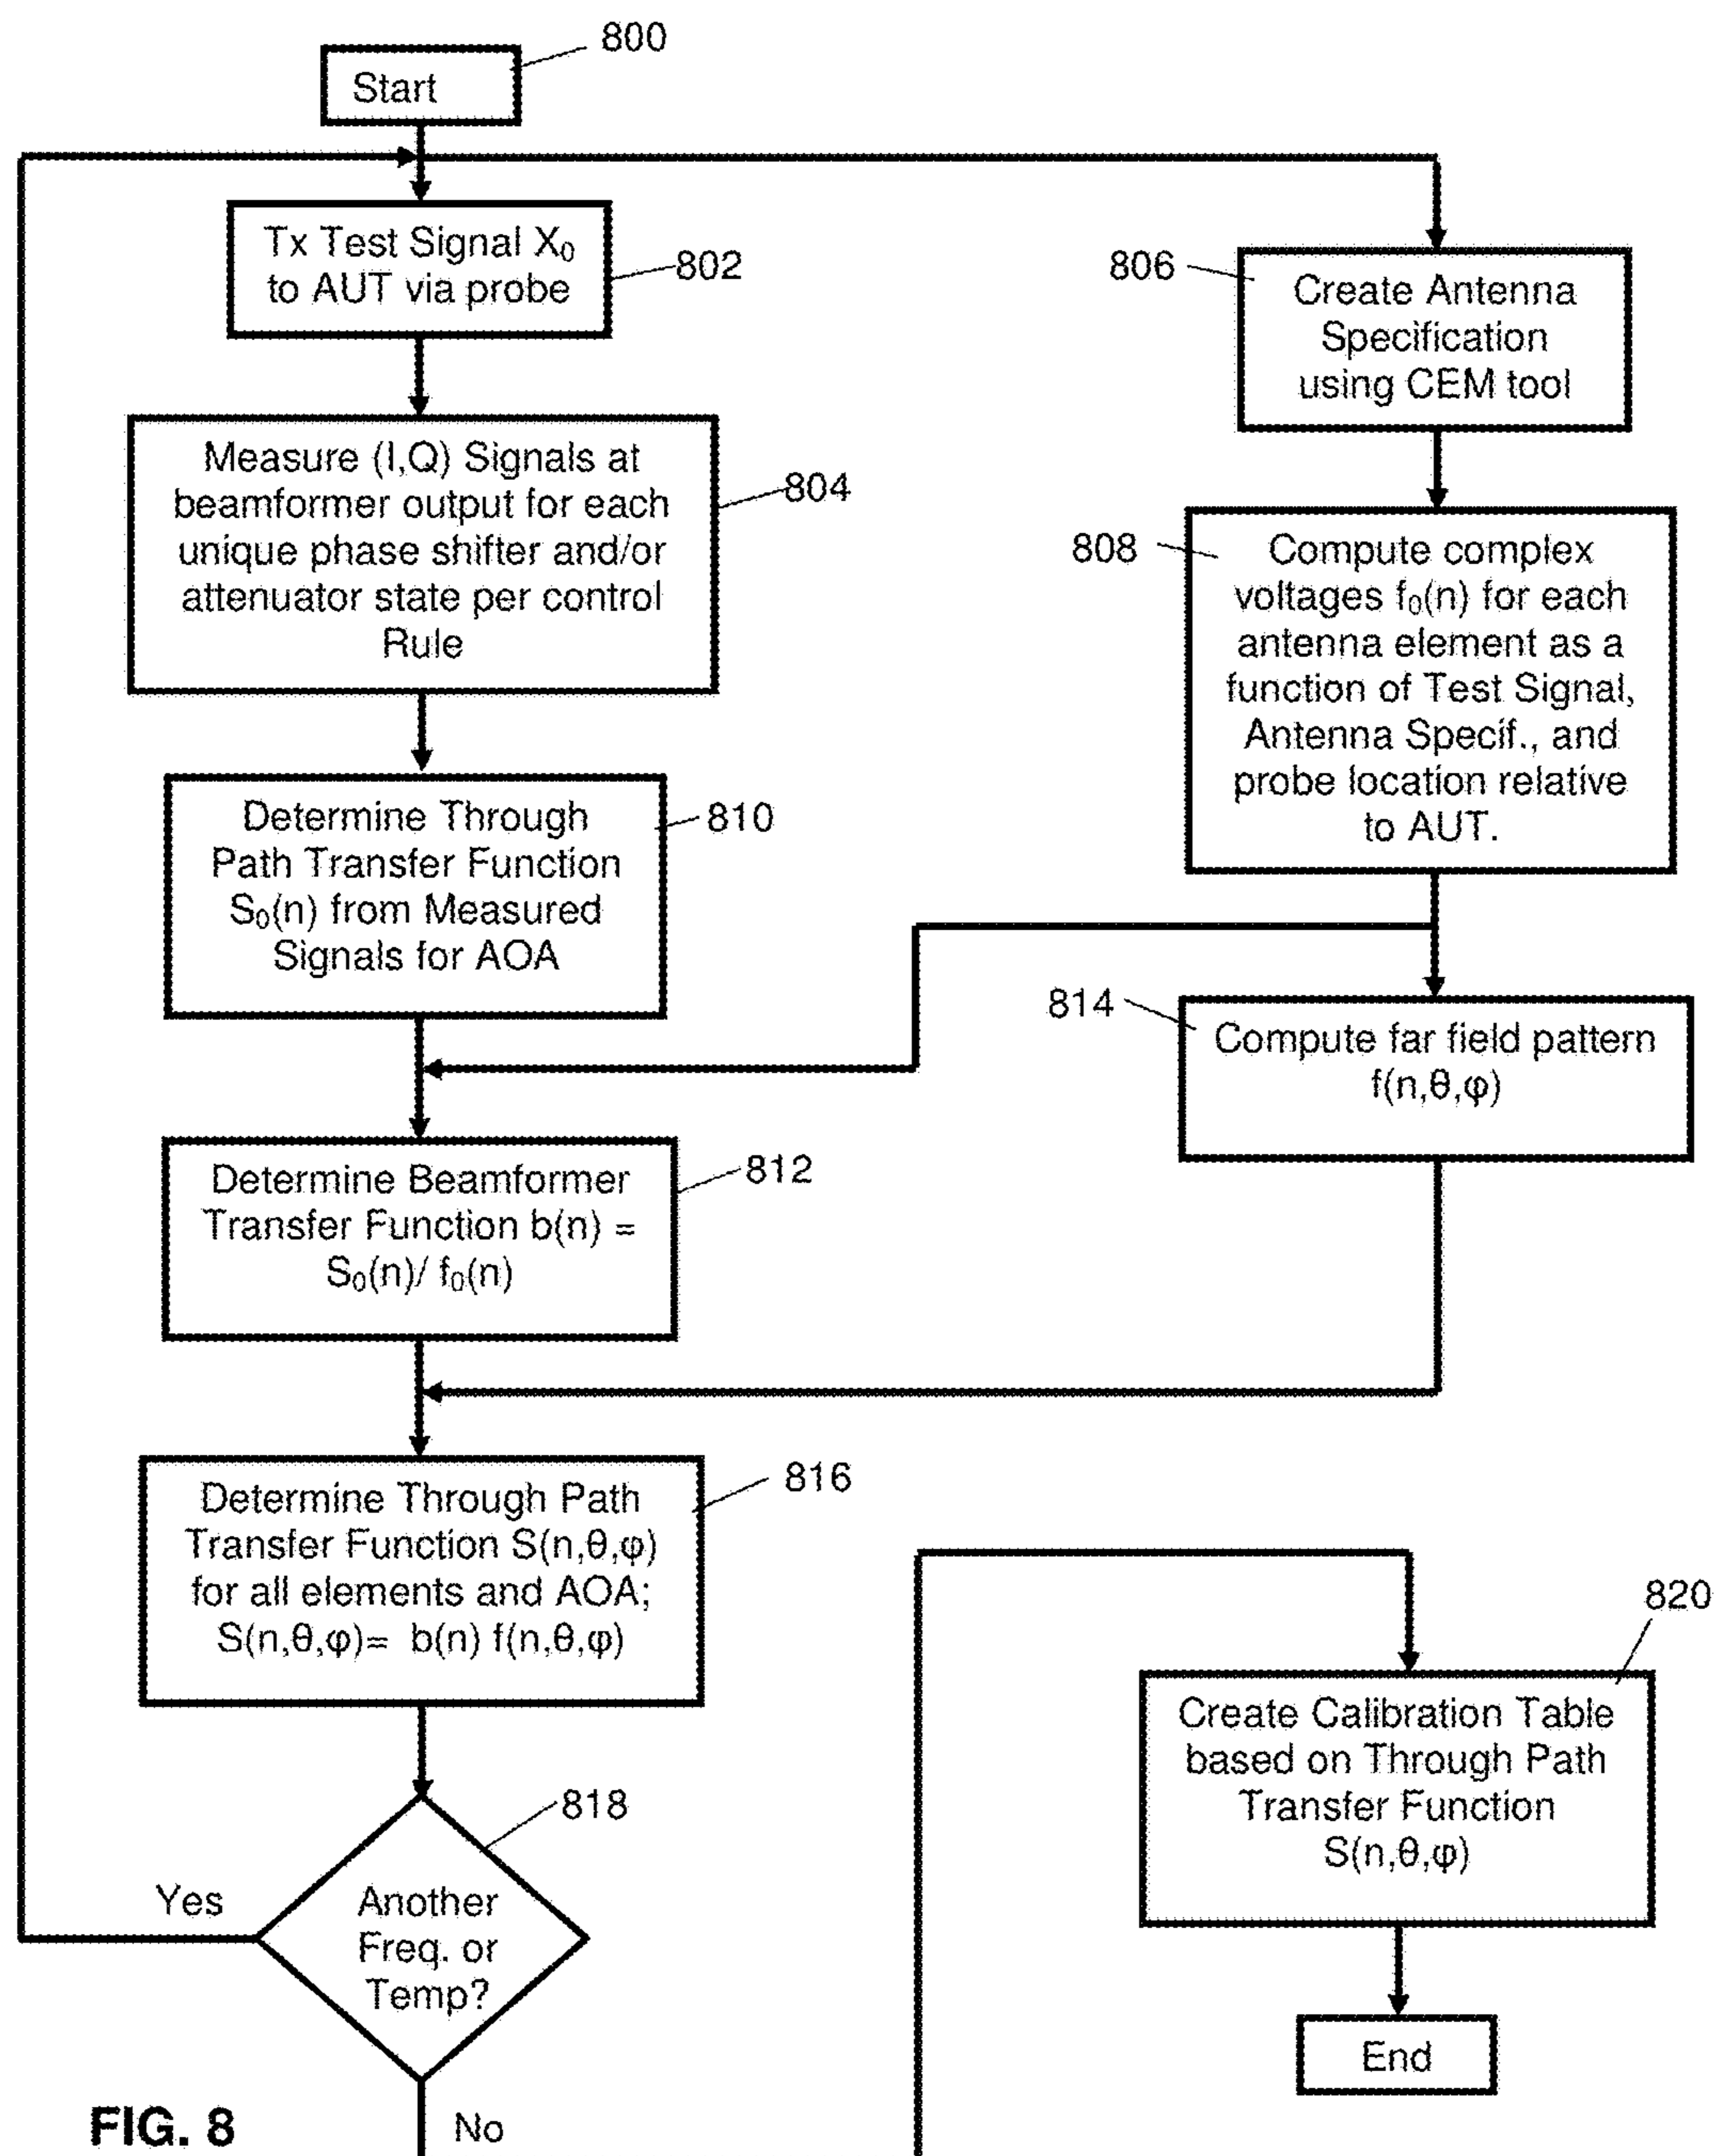 800
Start
Tx Test Signal X₀
to AUT via probe
802
806
Create Antenna
Specification
using CEM tool
Measure (I,Q) Signals at
beamformer output for each
unique phase shifter and/or
attenuator state per control
Rule
804
808
Compute complex
voltages f₀(n) for each
antenna element as a
function of Test Signal,
Antenna Specif., and
probe location relative
to AUT.
Determine Through
Path Transfer Function
S₀(n) from Measured
Signals for AOA
810
814
Compute far field pattern
f(n,θ,φ)
Determine Beamformer
Transfer Function b(n) =
S₀(n)/ f₀(n)
812
Determine Through Path
Transfer Function S(n,θ,φ)
for all elements and AOA;
S(n,θ,φ)= b(n) f(n,θ,φ)
816
820
Create Calibration Table
based on Through Path
Transfer Function
S(n,θ,φ)
818
Another
Freq. or
Temp?
Yes
No
End
FIG. 8